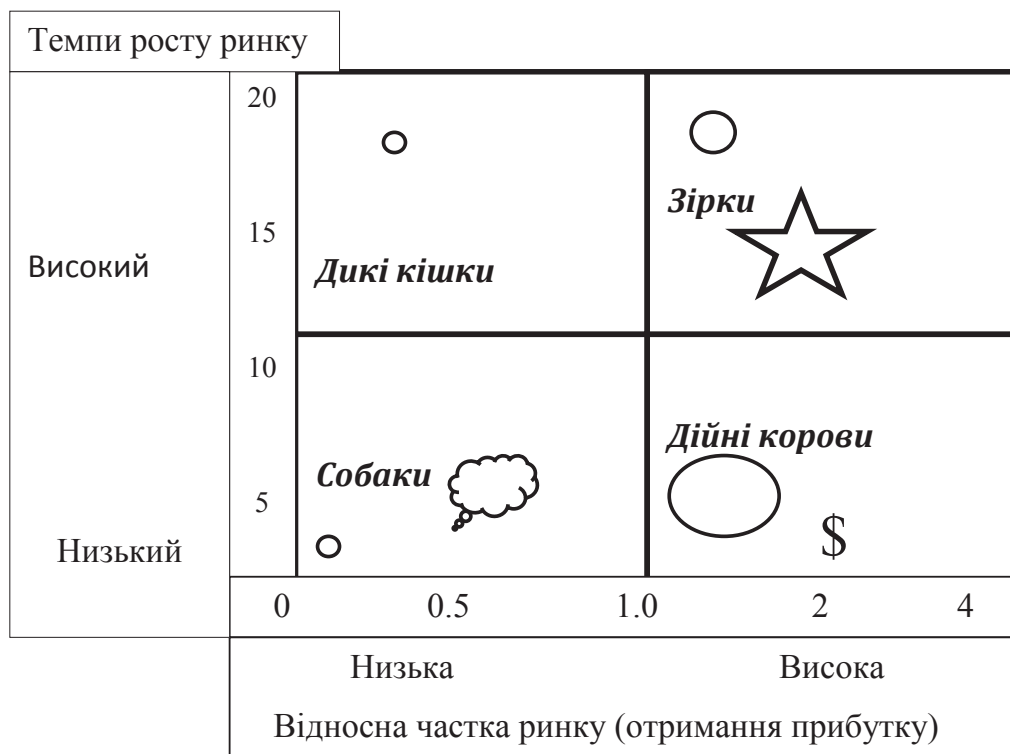 Темпи росту ринку
20
Зірки
15
Високий
Дикі кішки
10
Дійні корови
Собаки
5
$
Низький
0 0.5 1.0 2 4
Низька Висока
Відносна частка ринку (отримання прибутку)